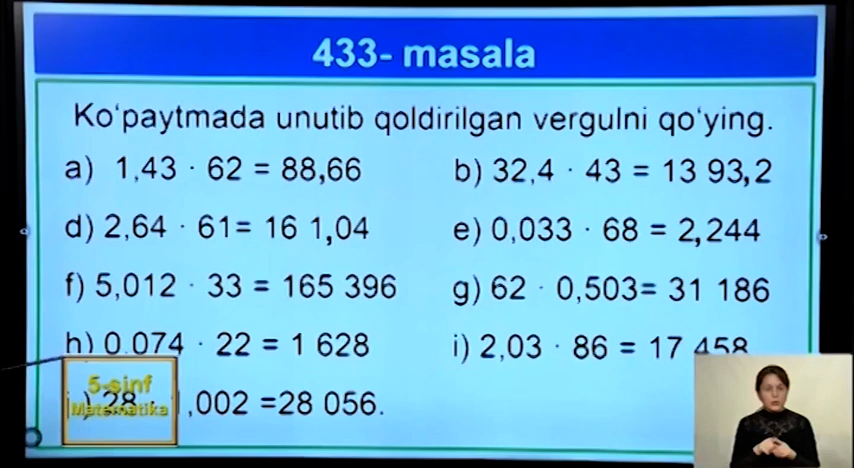 433- masala
Ko‘paytmada unutib qoldirilgan vergulni qo‘ying.
a) 1,43 · 62 = 88,66 b) 32,4 · 43 = 13 93,2
d) 2,64 · 61= 16 1,04 e) 0,033 · 68 = 2,244
f) 5,012 · 33 = 165 396 g) 62 · 0,503= 31 186
h) 0,074 · 22 = 1 628 i) 2,03 · 86 = 17 458
) 28 · 1,002 =28 056.
5-sinf
Matematika